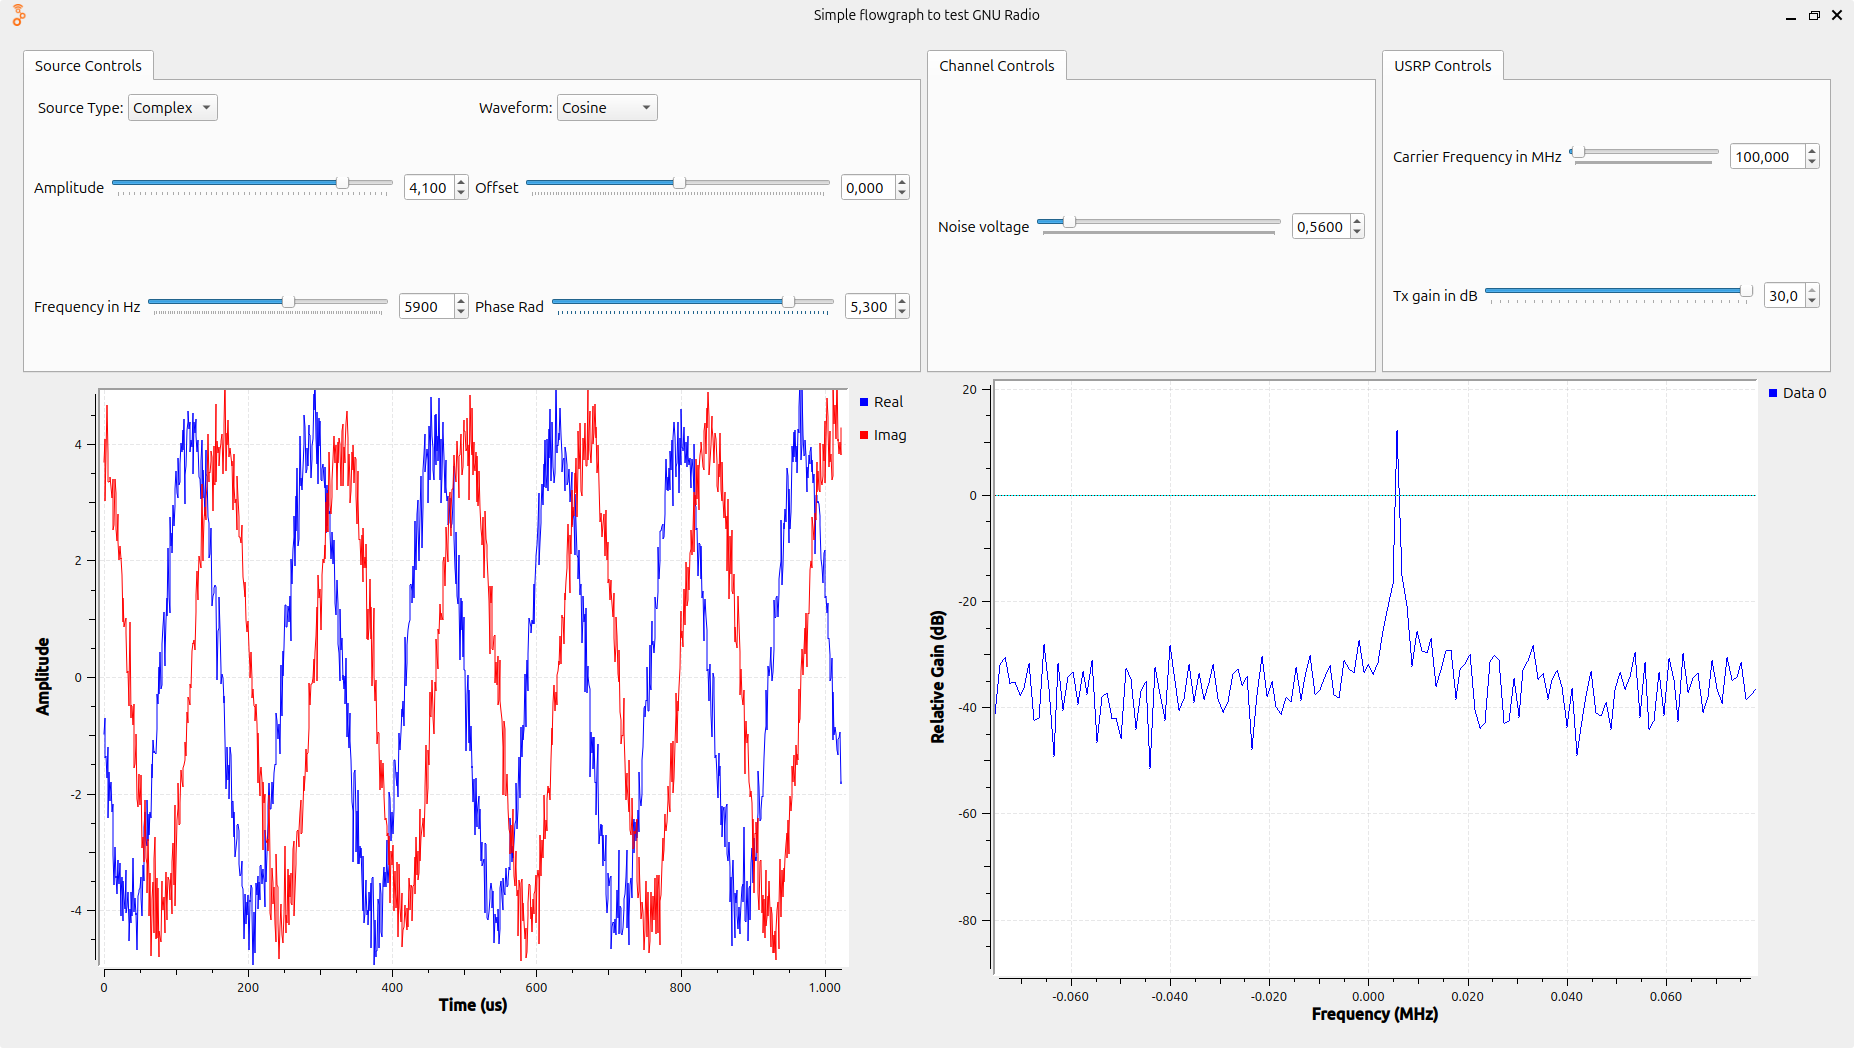 Simple flowgraph to test GNU Radio
Source Controls
Source Type: Complex
Waveform: Cosine
Amplitude 4,100
Offset 0,000
Frequency in Hz 5900
Phase Rad 5,300
Channel Controls
Noise voltage 0,5600
USRP Controls
Carrier Frequency in MHz 100,000
Tx gain in dB 30,0
Amplitude
4
2
0
-2
-4
0 200 400 600 800 1.000
Time (us)
Real
Imag
Relative Gain (dB)
20
0
-20
-40
-60
-80
-0.060 -0.040 -0.020 0.000 0.020 0.040 0.060
Frequency (MHz)
Data 0